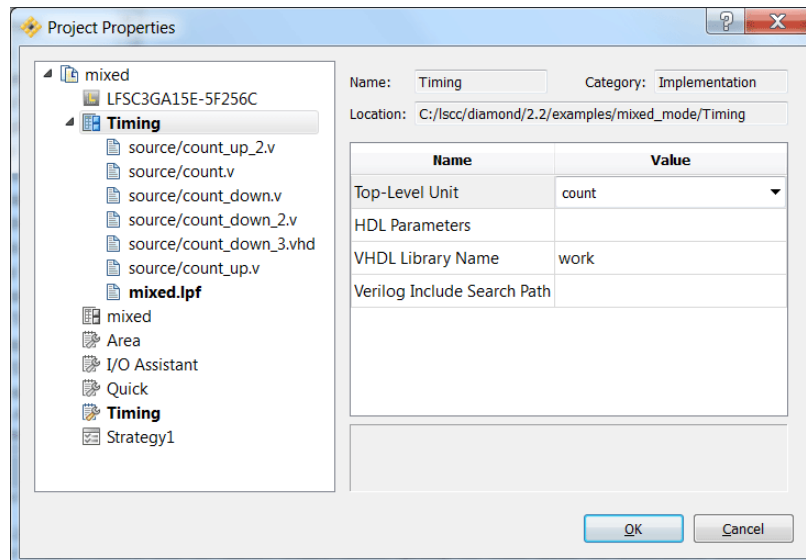 Project Properties
mixed
LFSC3GA15E-5F256C
Timing
source/count_up_2.v
source/count.v
source/count_down.v
source/count_down_2.v
source/count_down_3.vhd
source/count_up.v
mixed.lpf
mixed
Area
I/O Assistant
Quick
Timing
Strategy1
Name: Timing Category: Implementation
Location: C:/lscc/diamond/2.2/examples/mixed_mode/Timing
Name Value
Top-Level Unit count
HDL Parameters
VHDL Library Name work
Verilog Include Search Path
OK Cancel